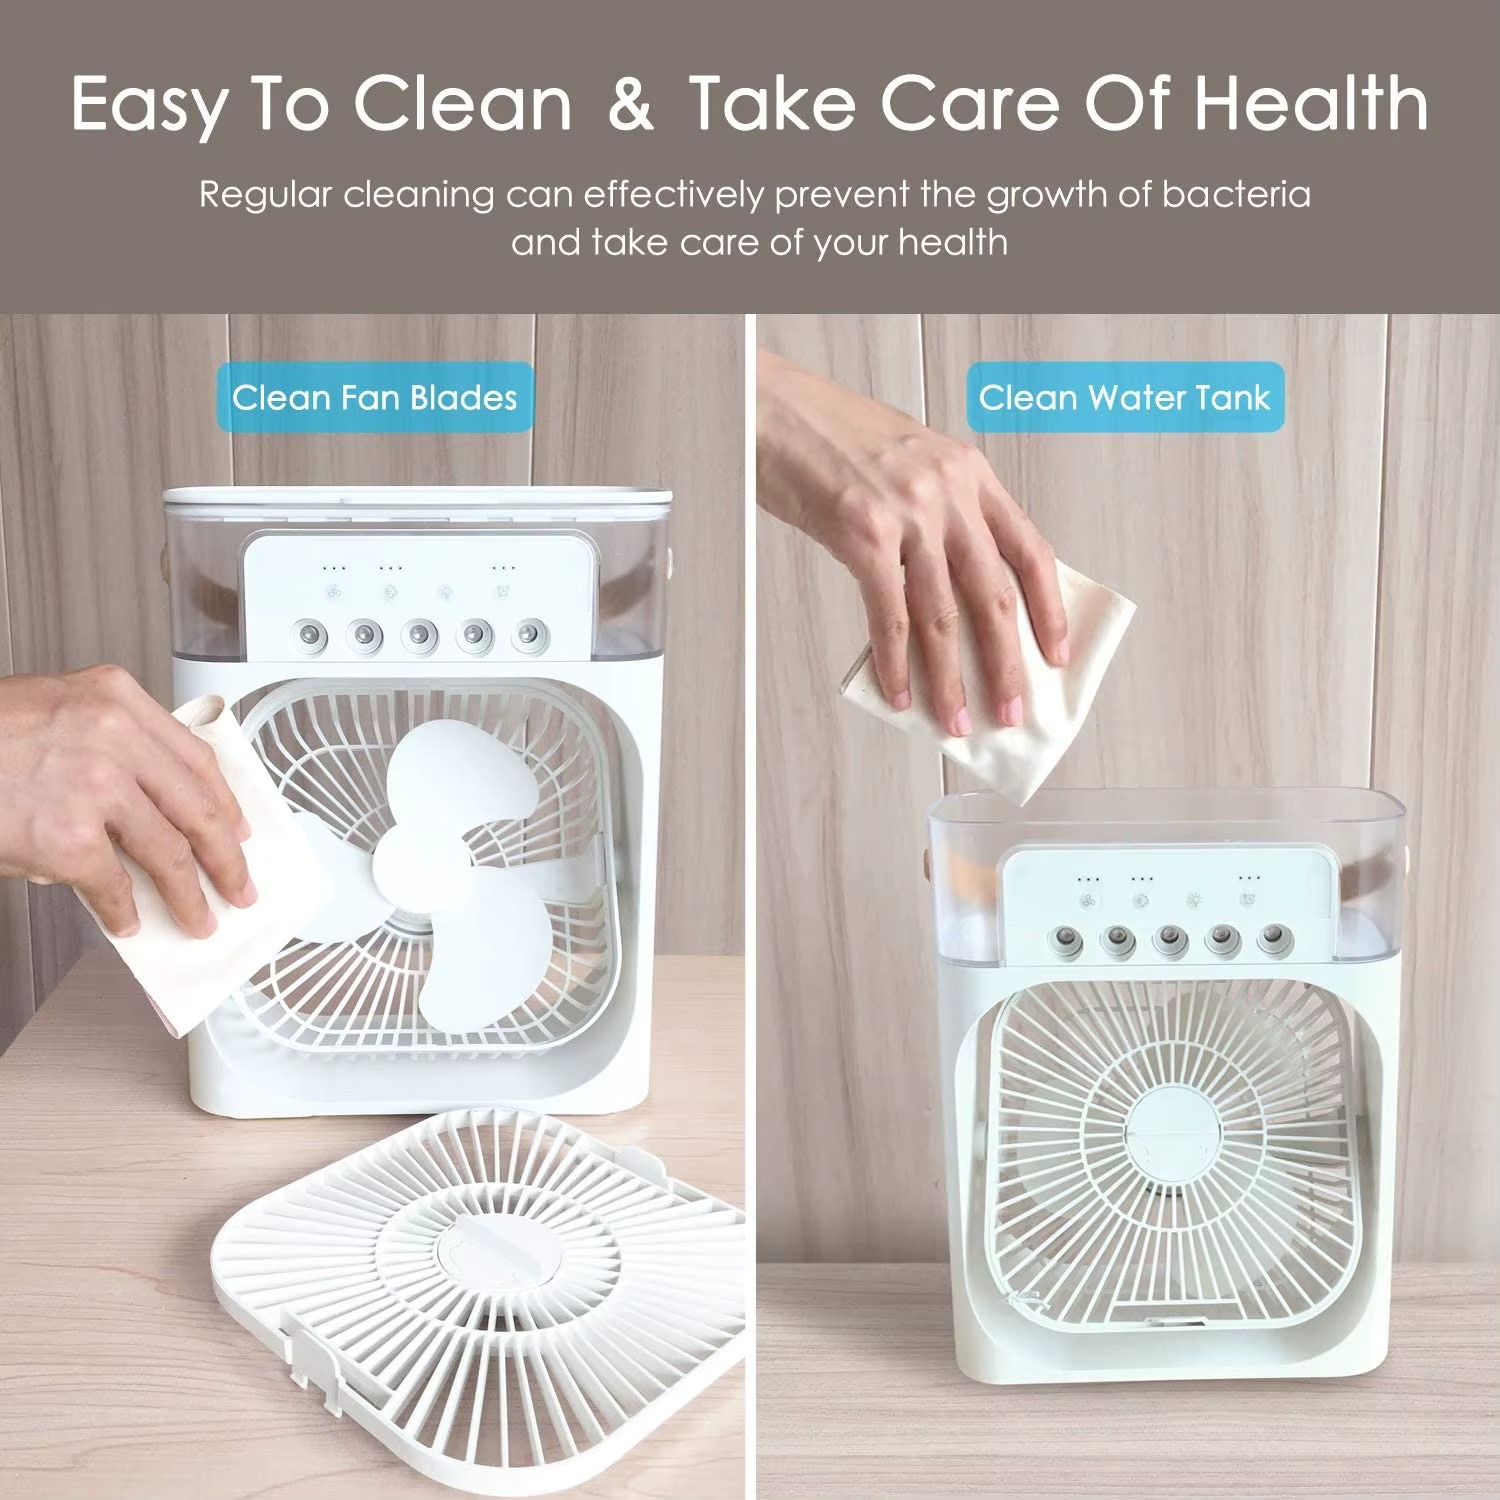 Easy To Clean & Take Care Of Health
Regular cleaning can effectively prevent the growth of bacteria
and take care of your health
Clean Fan Blades
Clean Water Tank